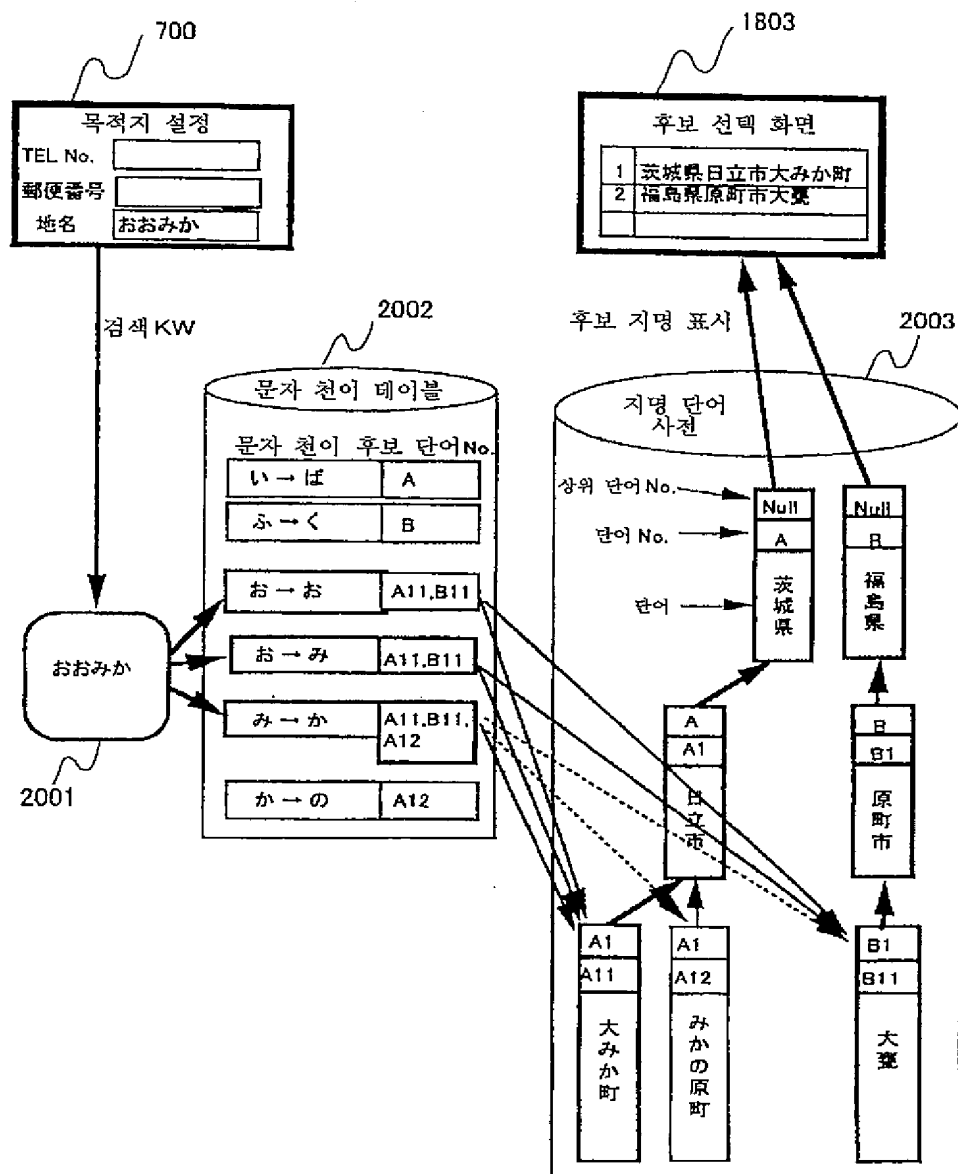 700
목적지 설정
TEL No.
郵便番号
地名 おおみか
1803
후보 선택 화면
1 茨城県日立市大みか町
2 福島県原町市大甕
검색 KW
후보 지명 표시
2002
문자 천이 테이블
문자 천이 후보 단어 No.
い→ば A
ふ→く B
お→お A11,B11
お→み A11,B11
み→か A11,B11,
A12
か→の A12
おおみか
2001
2003
지명 단어
사전
상위 단어 No.
단어 No.
단어
Null
A
茨城県
Null
B
福島県
A
A1
日立市
B
B1
原町市
A1
A11
大みか町
A1
A12
みかの原町
B1
B11
大甕